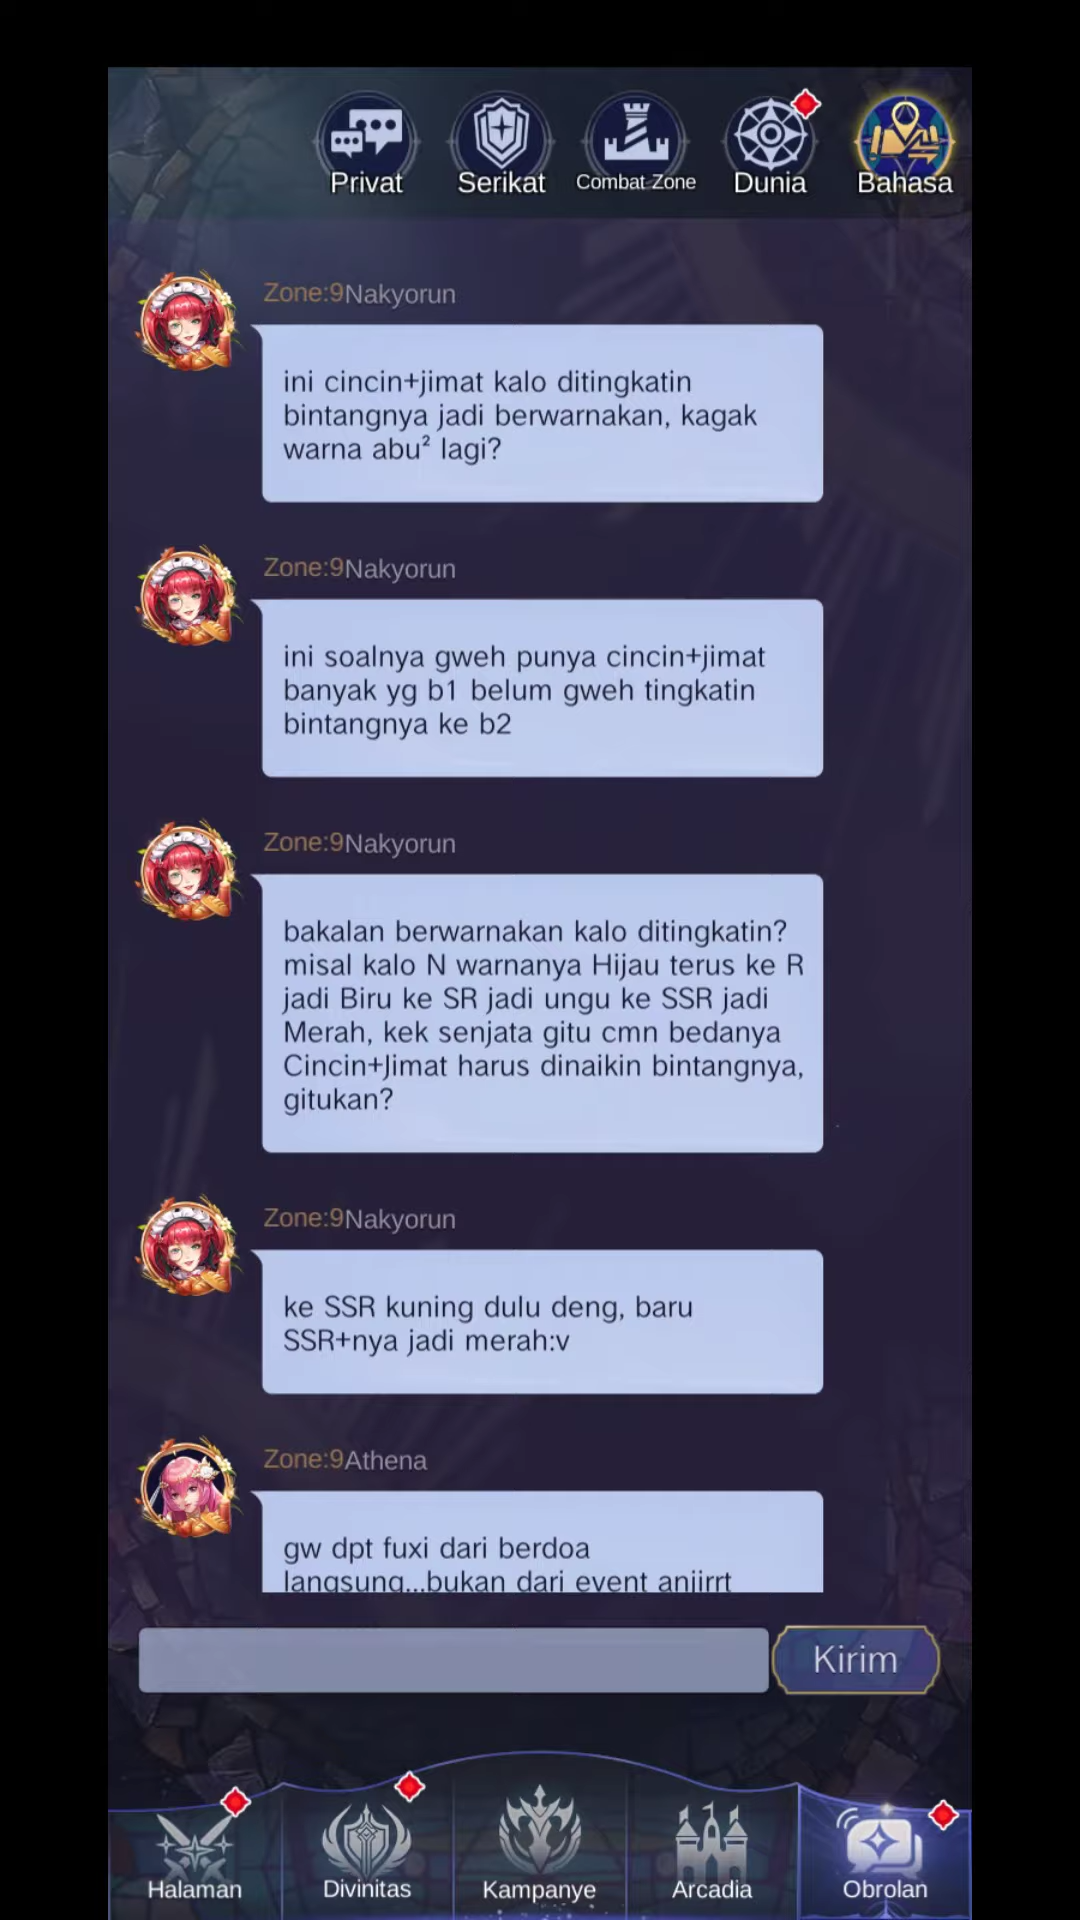 Privat
Serikat
Combat Zone
Dunia
Bahasa
Zone:9Nakyorun
ini cincin+jimat kalo ditingkatin
bintangnya jadi berwarnakan, kagak
warna abu² lagi?
Zone:9Nakyorun
ini soalnya gweh punya cincin+jimat
banyak yg b1 belum gweh tingkatin
bintangnya ke b2
Zone:9Nakyorun
bakalan berwarnakan kalo ditingkatin?
misal kalo N warnanya Hijau terus ke R
jadi Biru ke SR jadi ungu ke SSR jadi
Merah, kek senjata gitu cmn bedanya
Cincin+Jimat harus dinaikin bintangnya,
gitukan?
Zone:9Nakyorun
ke SSR kuning dulu deng, baru
SSR+nya jadi merah:v
Zone:9Athena
gw dpt fuxi dari berdoa
langsung...bukan dari event anjirrt
Kirim
Halaman
Divinitas
Kampanye
Arcadia
Obrolan